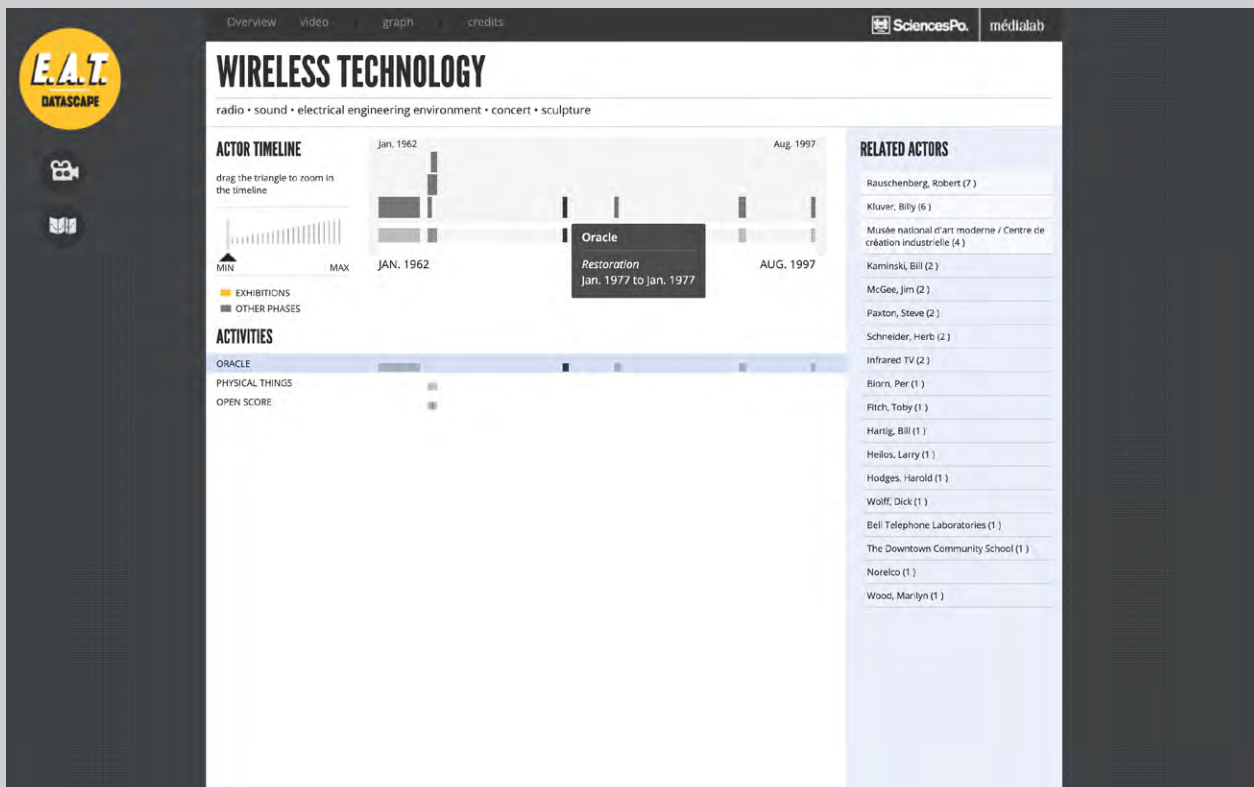 Overview video graph credits
SciencesPo. médialab
E.A.T.
DATASCAPE
WIRELESS TECHNOLOGY
radio • sound • electrical engineering environment • concert • sculpture
ACTOR TIMELINE
drag the triangle to zoom in
the timeline
MIN MAX
EXHIBITIONS
OTHER PHASES
Jan. 1962 Aug. 1997
JAN. 1962 AUG. 1997
Oracle
Restoration
Jan. 1977 to Jan. 1977
ACTIVITIES
ORACLE
PHYSICAL THINGS
OPEN SCORE
RELATED ACTORS
Rauschenberg, Robert (7 )
Kluver, Billy (6 )
Musée national d'art moderne / Centre de
création industrielle (4 )
Kaminski, Bill (2 )
McGee, Jim (2 )
Paxton, Steve (2 )
Schneider, Herb (2 )
Infrared TV (2 )
Biorn, Per (1 )
Fitch, Toby (1 )
Hartig, Bill (1 )
Heilos, Larry (1 )
Hodges, Harold (1 )
Wolff, Dick (1 )
Bell Telephone Laboratories (1 )
The Downtown Community School (1 )
Norelco (1 )
Wood, Marilyn (1 )